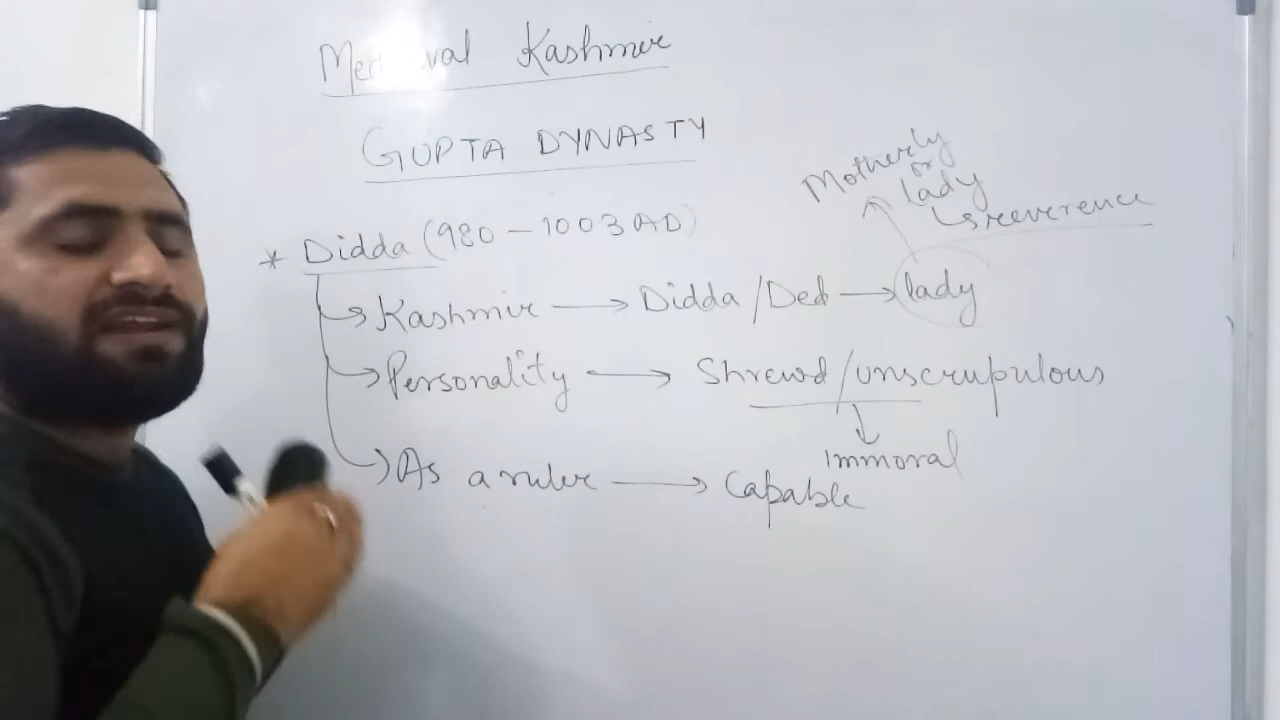 Medieval Kashmir
GUPTA DYNASTY
Motherly
or
lady
↳ reverence
* Didda (980 – 1003 AD)
→ Kashmir → Didda / Ded → lady
→ Personality → Shrewd / unscrupulous
↓
immoral
→ As a ruler → Capable